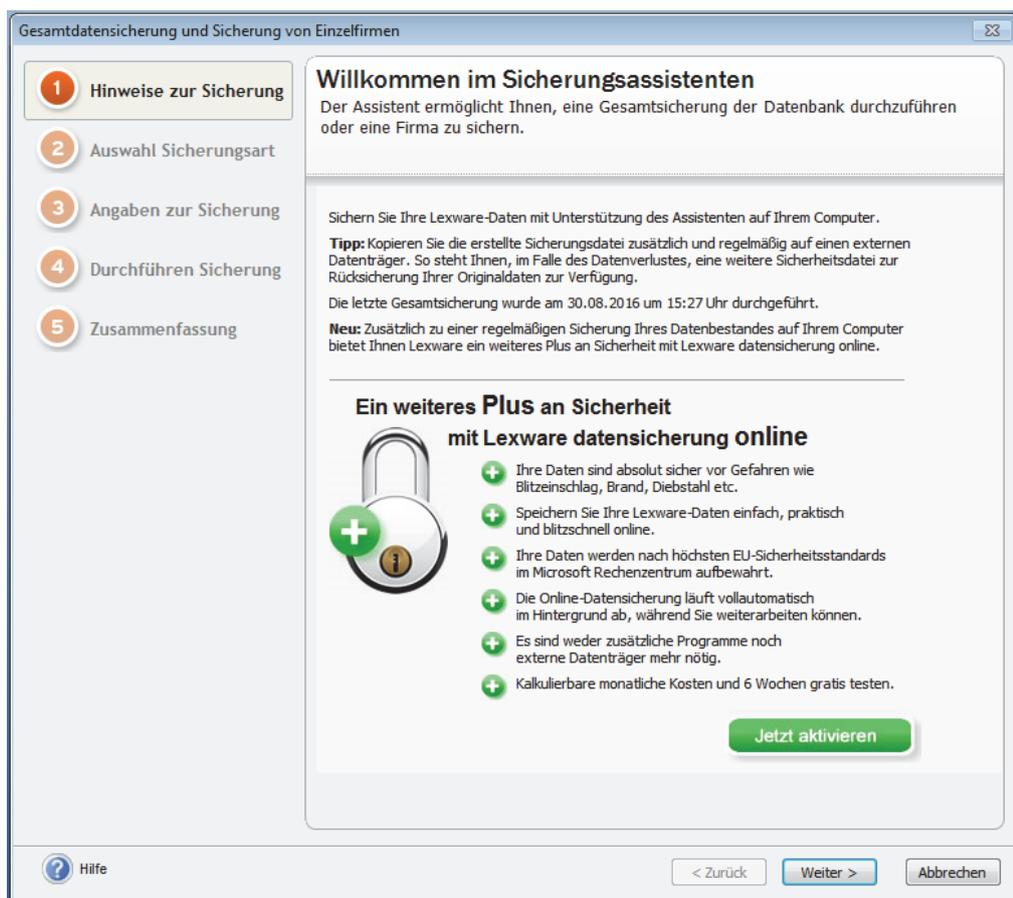 Gesamtdatensicherung und Sicherung von Einzelfirmen
1 Hinweise zur Sicherung
2 Auswahl Sicherungsart
3 Angaben zur Sicherung
4 Durchführen Sicherung
5 Zusammenfassung
Willkommen im Sicherungsassistenten
Der Assistent ermöglicht Ihnen, eine Gesamtsicherung der Datenbank durchzuführen
oder eine Firma zu sichern.
Sichern Sie Ihre Lexware-Daten mit Unterstützung des Assistenten auf Ihrem Computer.
Tipp: Kopieren Sie die erstellte Sicherungsdatei zusätzlich und regelmäßig auf einen externen
Datenträger. So steht Ihnen, im Falle des Datenverlustes, eine weitere Sicherheitsdatei zur
Rücksicherung Ihrer Originaldaten zur Verfügung.
Die letzte Gesamtsicherung wurde am 30.08.2016 um 15:27 Uhr durchgeführt.
Neu: Zusätzlich zu einer regelmäßigen Sicherung Ihres Datenbestandes auf Ihrem Computer
bietet Ihnen Lexware ein weiteres Plus an Sicherheit mit Lexware datensicherung online.
Ein weiteres Plus an Sicherheit
mit Lexware datensicherung online
Ihre Daten sind absolut sicher vor Gefahren wie
Blitzeinschlag, Brand, Diebstahl etc.
Speichern Sie Ihre Lexware-Daten einfach, praktisch
und blitzschnell online.
Ihre Daten werden nach höchsten EU-Sicherheitsstandards
im Microsoft Rechenzentrum aufbewahrt.
Die Online-Datensicherung läuft vollautomatisch
im Hintergrund ab, während Sie weiterarbeiten können.
Es sind weder zusätzliche Programme noch
externe Datenträger mehr nötig.
Kalkulierbare monatliche Kosten und 6 Wochen gratis testen.
Jetzt aktivieren
Hilfe
< Zurück
Weiter >
Abbrechen